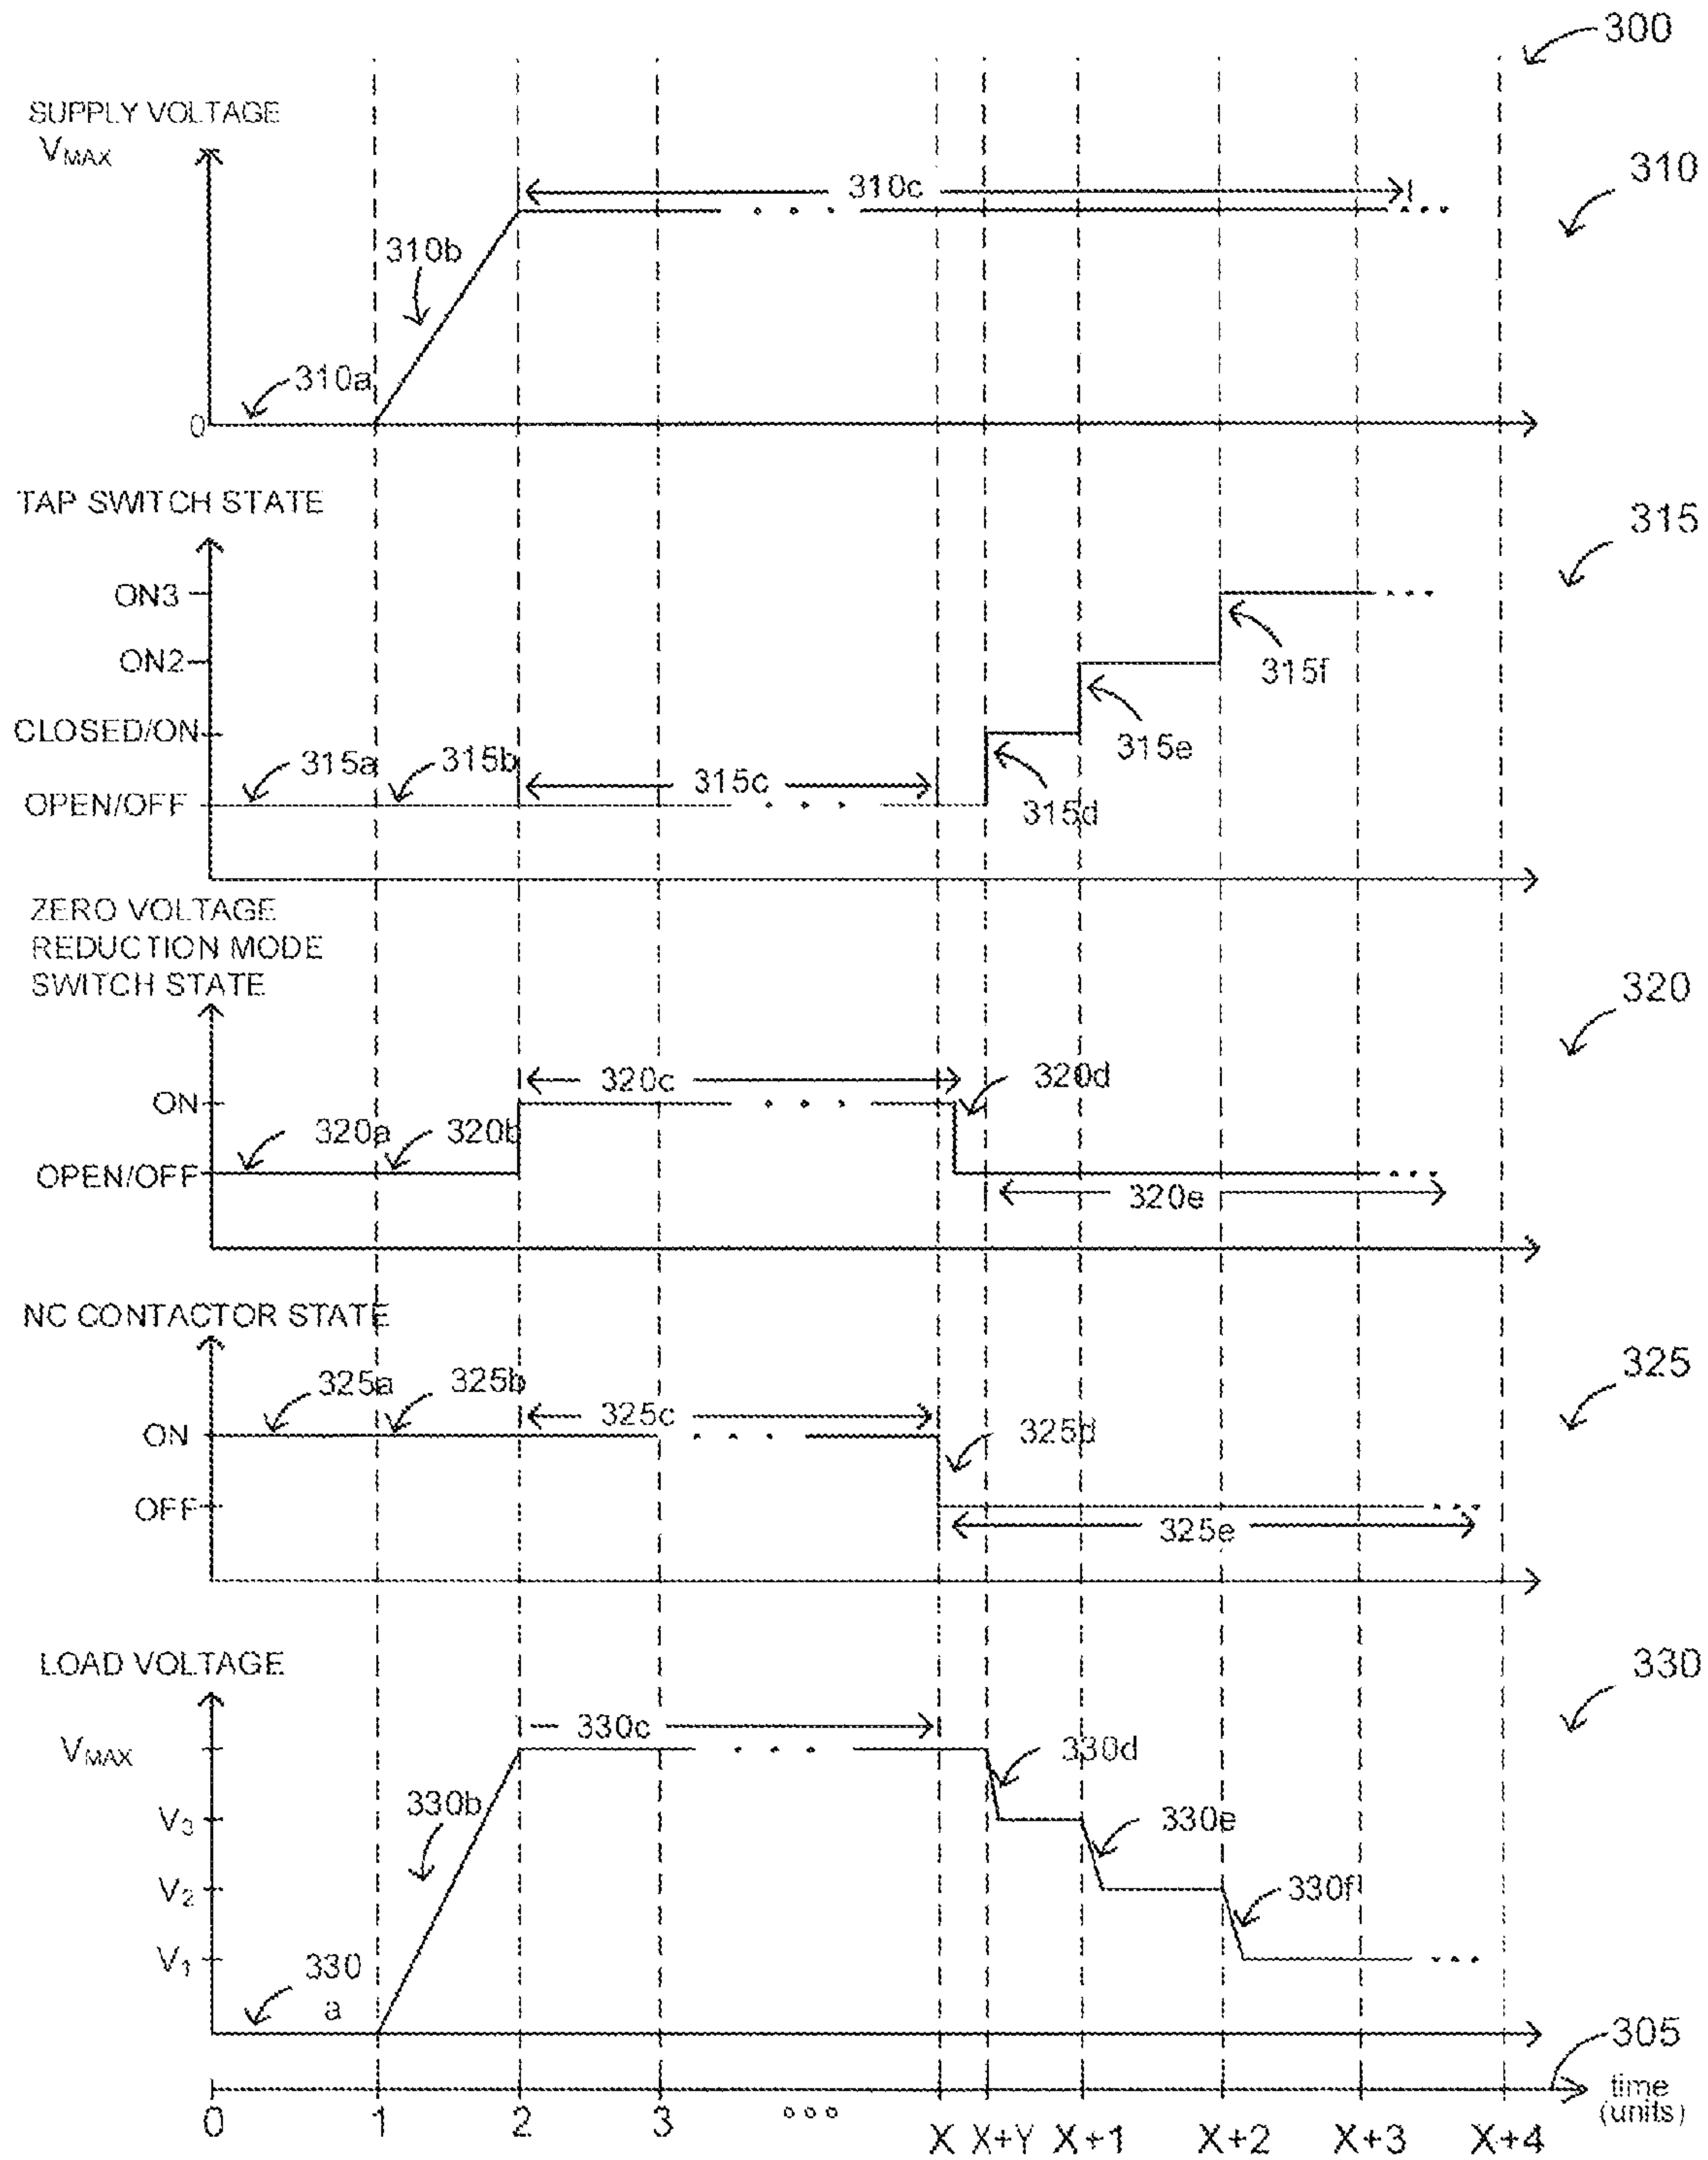 300
SUPPLY VOLTAGE
VMAX
310
310c
310b
310a
0
TAP SWITCH STATE
315
ON3
ON2
315f
CLOSED/ON
315e
315a
315b
315c
OPEN/OFF
315d
ZERO VOLTAGE
REDUCTION MODE
SWITCH STATE
320
320c
320d
ON
320a
320b
OPEN/OFF
320e
NC CONTACTOR STATE
325
325a
325b
325c
ON
325d
OFF
325e
LOAD VOLTAGE
330
330c
VMAX
330d
330b
V3
330e
V2
330f
V1
330
a
305
time
(units)
0
1
2
3
X
X+Y
X+1
X+2
X+3
X+4